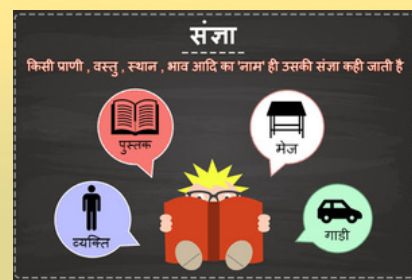 संज्ञा
किसी प्राणी , वस्तु , स्थान , भाव आदि का 'नाम' ही उसकी संज्ञा कही जाती है
पुस्तक
मेज
व्यक्ति
गाडी